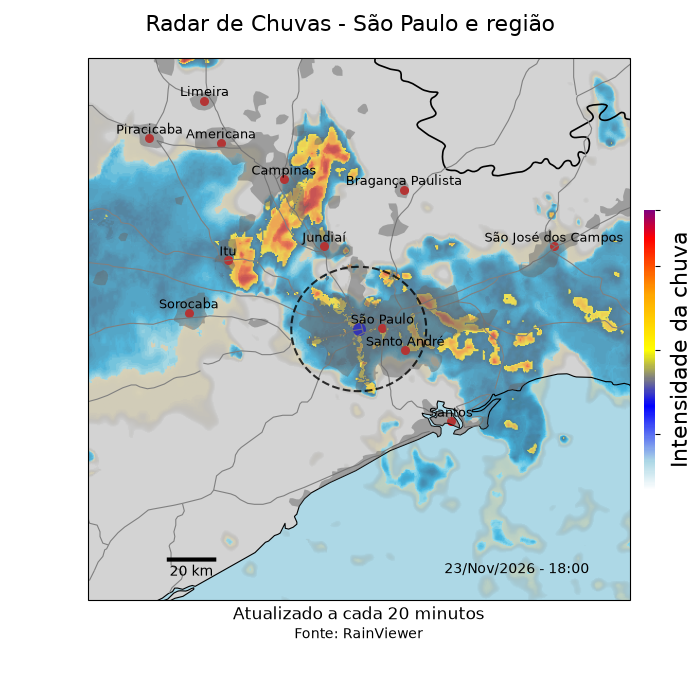 Radar de Chuvas - São Paulo e região
Limeira
Piracicaba
Americana
Campinas
Bragança Paulista
Jundiaí
São José dos Campos
Itu
Sorocaba
São Paulo
Santo André
Santos
Intensidade da chuva
20 km
23/Nov/2026 - 18:00
Atualizado a cada 20 minutos
Fonte: RainViewer